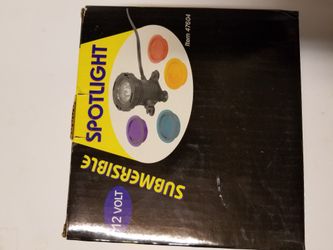 SUBMERSIBLE
SPOTLIGHT
12 VOLT
Item 47604